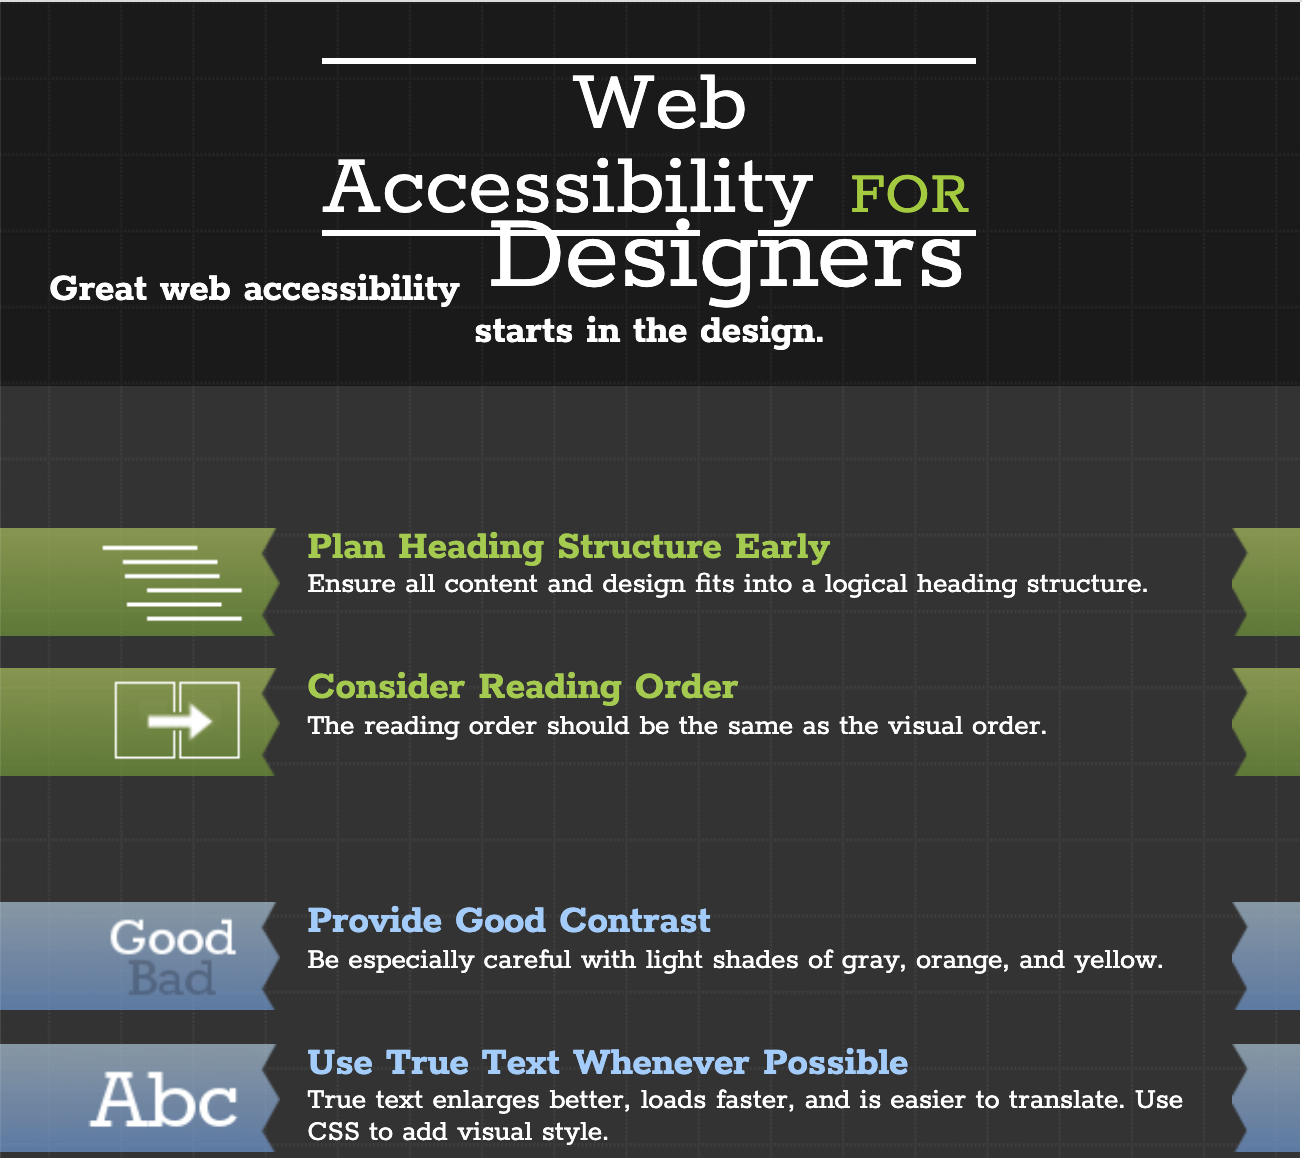 Web
Accessibility FOR
Designers
Great web accessibility
starts in the design.
Plan Heading Structure Early
Ensure all content and design fits into a logical heading structure.
Consider Reading Order
The reading order should be the same as the visual order.
Good
Bad
Provide Good Contrast
Be especially careful with light shades of gray, orange, and yellow.
Abc
Use True Text Whenever Possible
True text enlarges better, loads faster, and is easier to translate. Use
CSS to add visual style.